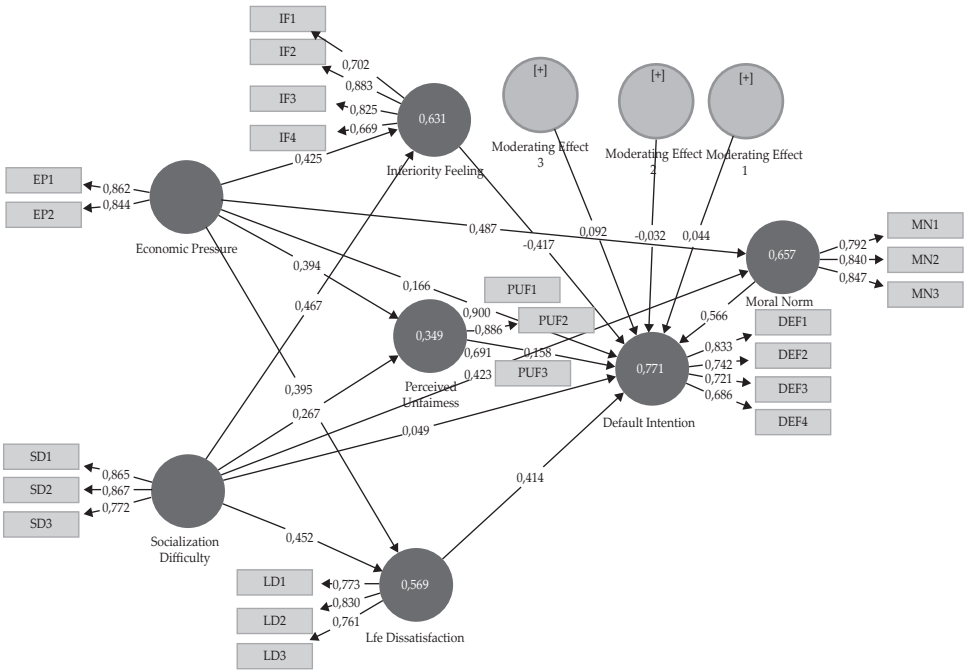 IF1
IF2
IF3
IF4
0,702
0,883
0,825
0,669
0,631
Inferiority Feeling
[+]
Moderating Effect
3
[+]
Moderating Effect
2
[+]
Moderating Effect
1
EP1
EP2
0,862
0,844
Economic Pressure
0,425
0,487
-0,417
0,092
-0,032
0,044
0,394
0,166
0,467
0,395
MN1
MN2
MN3
0,792
0,840
0,847
0,657
Moral Norm
0,566
PUF1
PUF2
PUF3
0,900
0,886
0,691
0,349
Perceived
Unfaimess
0,158
0,423
0,267
0,049
0,771
Default Intention
DEF1
DEF2
DEF3
DEF4
0,833
0,742
0,721
0,686
SD1
SD2
SD3
0,865
0,867
0,772
Socialization
Difficulty
0,452
0,414
LD1
LD2
LD3
0,773
0,830
0,761
0,569
Lfe Dissatisfaction